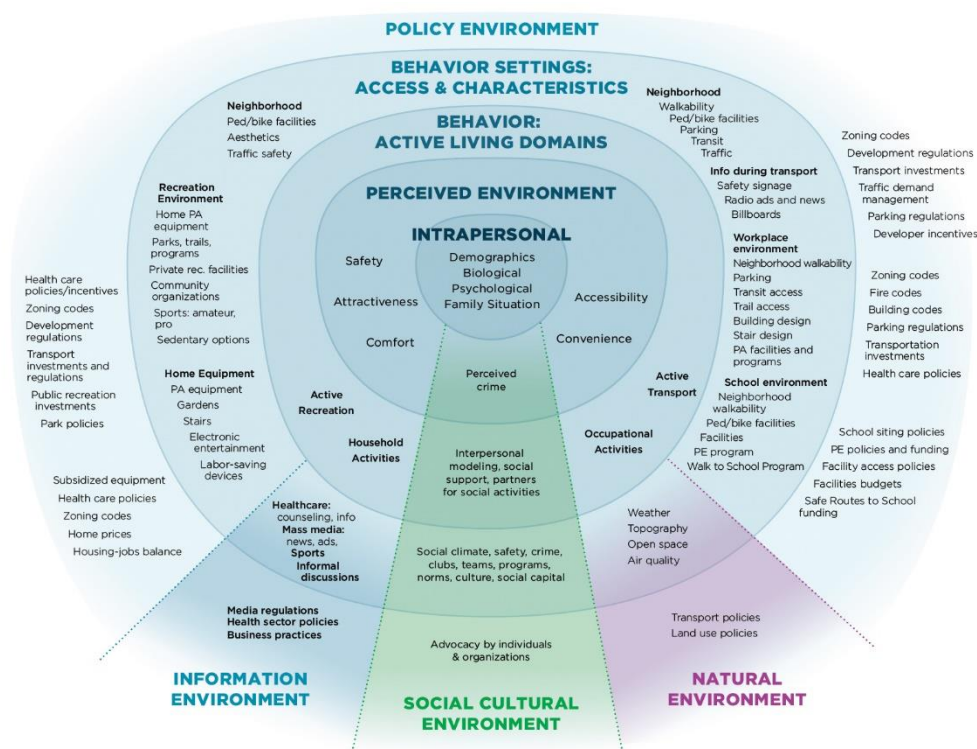 POLICY ENVIRONMENT
BEHAVIOR SETTINGS:
ACCESS & CHARACTERISTICS
BEHAVIOR:
ACTIVE LIVING DOMAINS
PERCEIVED ENVIRONMENT
INTRAPERSONAL
Demographics
Biological
Psychological
Family Situation
Safety
Attractiveness
Comfort
Accessibility
Convenience
Perceived
crime
Active
Recreation
Household
Activities
Active
Transport
Occupational
Activities
Interpersonal
modeling, social
support, partners
for social activities
Neighborhood
Ped/bike facilities
Aesthetics
Traffic safety
Recreation
Environment
Home PA
equipment
Parks, trails,
programs
Private rec. facilities
Community
organizations
Sports: amateur,
pro
Sedentary options
Home Equipment
PA equipment
Gardens
Stairs
Electronic
entertainment
Labor-saving
devices
Neighborhood
Walkability
Ped/bike facilities
Parking
Transit
Traffic
Info during transport
Safety signage
Radio ads and news
Billboards
Workplace
environment
Neighborhood walkability
Parking
Transit access
Trail access
Building design
Stair design
PA facilities and
programs
School environment
Neighborhood
walkability
Ped/bike facilities
Facilities
PE program
Walk to School Program
Health care
policies/incentives
Zoning codes
Development
regulations
Transport
investments and
regulations
Public recreation
investments
Park policies
Subsidized equipment
Health care policies
Zoning codes
Home prices
Housing-jobs balance
Zoning codes
Development regulations
Transport investments
Traffic demand
management
Parking regulations
Developer incentives
Zoning codes
Fire codes
Building codes
Parking regulations
Transportation
investments
Health care policies
School siting policies
PE policies and funding
Facility access policies
Facilities budgets
Safe Routes to School
funding
Healthcare:
counseling, info
Mass media:
news, ads,
Sports
Informal
discussions
Social climate, safety, crime,
clubs, teams, programs,
norms, culture, social capital
Weather
Topography
Open space
Air quality
Media regulations
Health sector policies
Business practices
Advocacy by individuals
& organizations
Transport policies
Land use policies
INFORMATION
ENVIRONMENT
SOCIAL CULTURAL
ENVIRONMENT
NATURAL
ENVIRONMENT